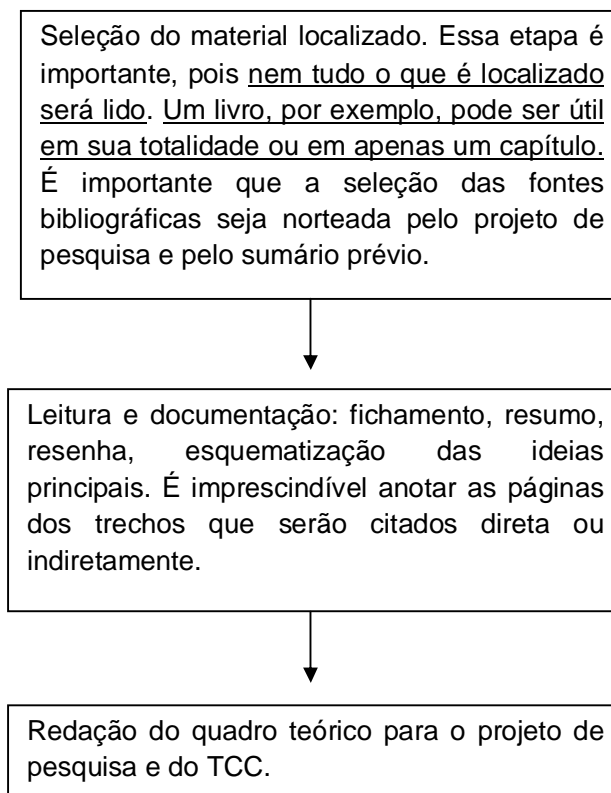 Seleção do material localizado. Essa etapa é
importante, pois nem tudo o que é localizado
será lido. Um livro, por exemplo, pode ser útil
em sua totalidade ou em apenas um capítulo.
É importante que a seleção das fontes
bibliográficas seja norteada pelo projeto de
pesquisa e pelo sumário prévio.
Leitura e documentação: fichamento, resumo,
resenha, esquematização das ideias
principais. É imprescindível anotar as páginas
dos trechos que serão citados direta ou
indiretamente.
Redação do quadro teórico para o projeto de
pesquisa e do TCC.